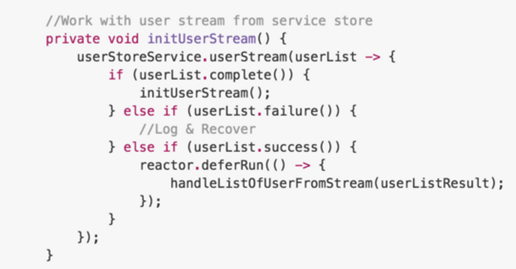 //Work with user stream from service store
private void initUserStream() {
    userStoreService.userStream(userList -> {
        if (userList.complete()) {
            initUserStream();
        } else if (userList.failure()) {
            //Log & Recover
        } else if (userList.success()) {
            reactor.deferRun(() -> {
                handleListOfUserFromStream(userListResult);
            });
        }
    });
}